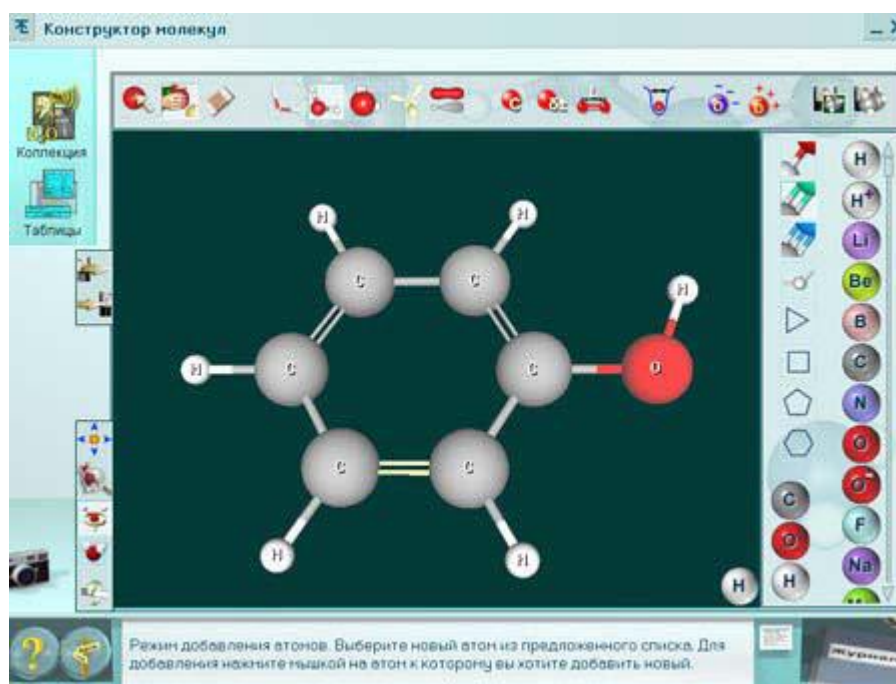 Конструктор молекул
Коллекция
Таблицы
H
H
H
C
C
H
H⁺
Li
Be
B
C
N
O
O⁻
F
Na
H
C
C
O
C
C
H
H
C
O
H
H
Режим добавления атомов. Выберите новый атом из предложенного списка. Для
добавления нажмите мышкой на атом к которому вы хотите добавить новый.
журнал